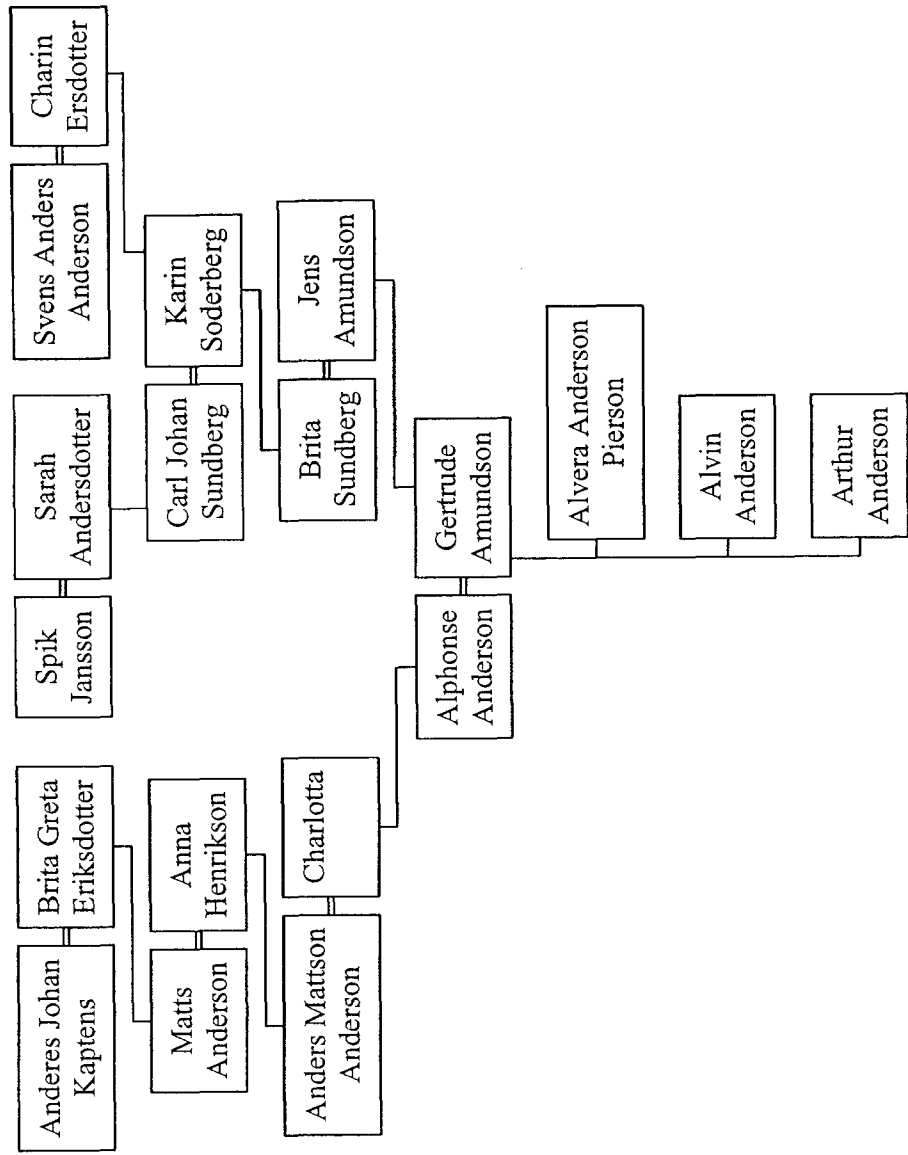 Anderes Johan
Kaptens
Brita Greta
Eriksdotter
Spik
Jansson
Sarah
Andersdotter
Svens Anders
Anderson
Charin
Ersdotter
Matts
Anderson
Anna
Henrikson
Carl Johan
Sundberg
Karin
Soderberg
Anders Mattson
Anderson
Charlotta
Brita
Sundberg
Jens
Amundson
Alphonse
Anderson
Gertrude
Amundson
Alvera Anderson
Pierson
Alvin
Anderson
Arthur
Anderson